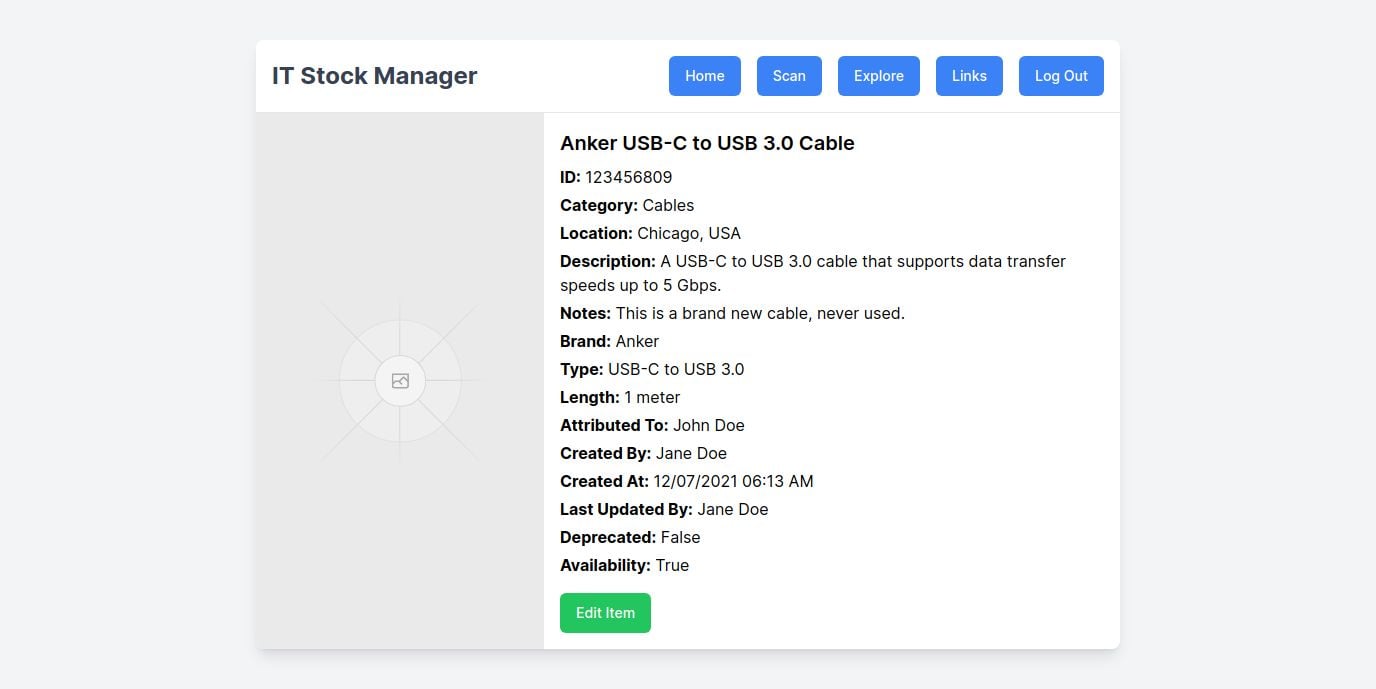 IT Stock Manager
Home
Scan
Explore
Links
Log Out
Anker USB-C to USB 3.0 Cable
ID: 123456809
Category: Cables
Location: Chicago, USA
Description: A USB-C to USB 3.0 cable that supports data transfer
speeds up to 5 Gbps.
Notes: This is a brand new cable, never used.
Brand: Anker
Type: USB-C to USB 3.0
Length: 1 meter
Attributed To: John Doe
Created By: Jane Doe
Created At: 12/07/2021 06:13 AM
Last Updated By: Jane Doe
Deprecated: False
Availability: True
Edit Item